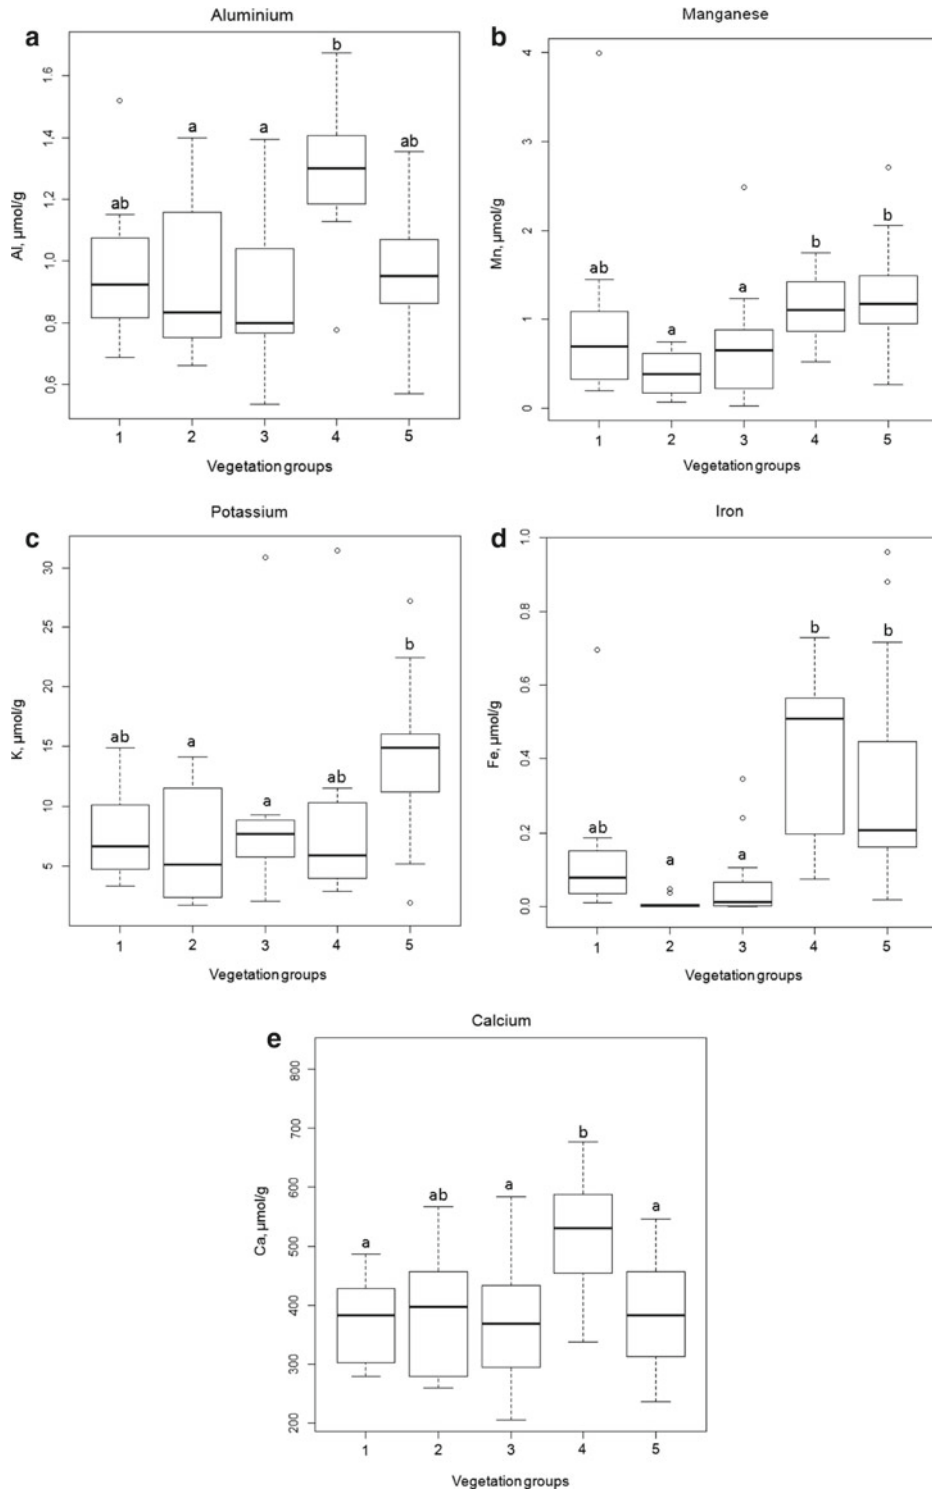 Aluminium
a
Al, µmol/g
1.6
1.4
1.2
1.0
0.8
0.6
ab
a
a
b
ab
1 2 3 4 5
Vegetation groups
Manganese
b
Mn, µmol/g
4
3
2
1
0
ab
a
a
b
b
1 2 3 4 5
Vegetation groups
Potassium
c
K, µmol/g
30
25
20
15
10
5
ab
a
a
ab
b
1 2 3 4 5
Vegetation groups
Iron
d
Fe, µmol/g
1.0
0.8
0.6
0.4
0.2
0.0
ab
a
a
b
b
1 2 3 4 5
Vegetation groups
Calcium
e
Ca, µmol/g
800
700
600
500
400
300
200
a
ab
a
b
a
1 2 3 4 5
Vegetation groups